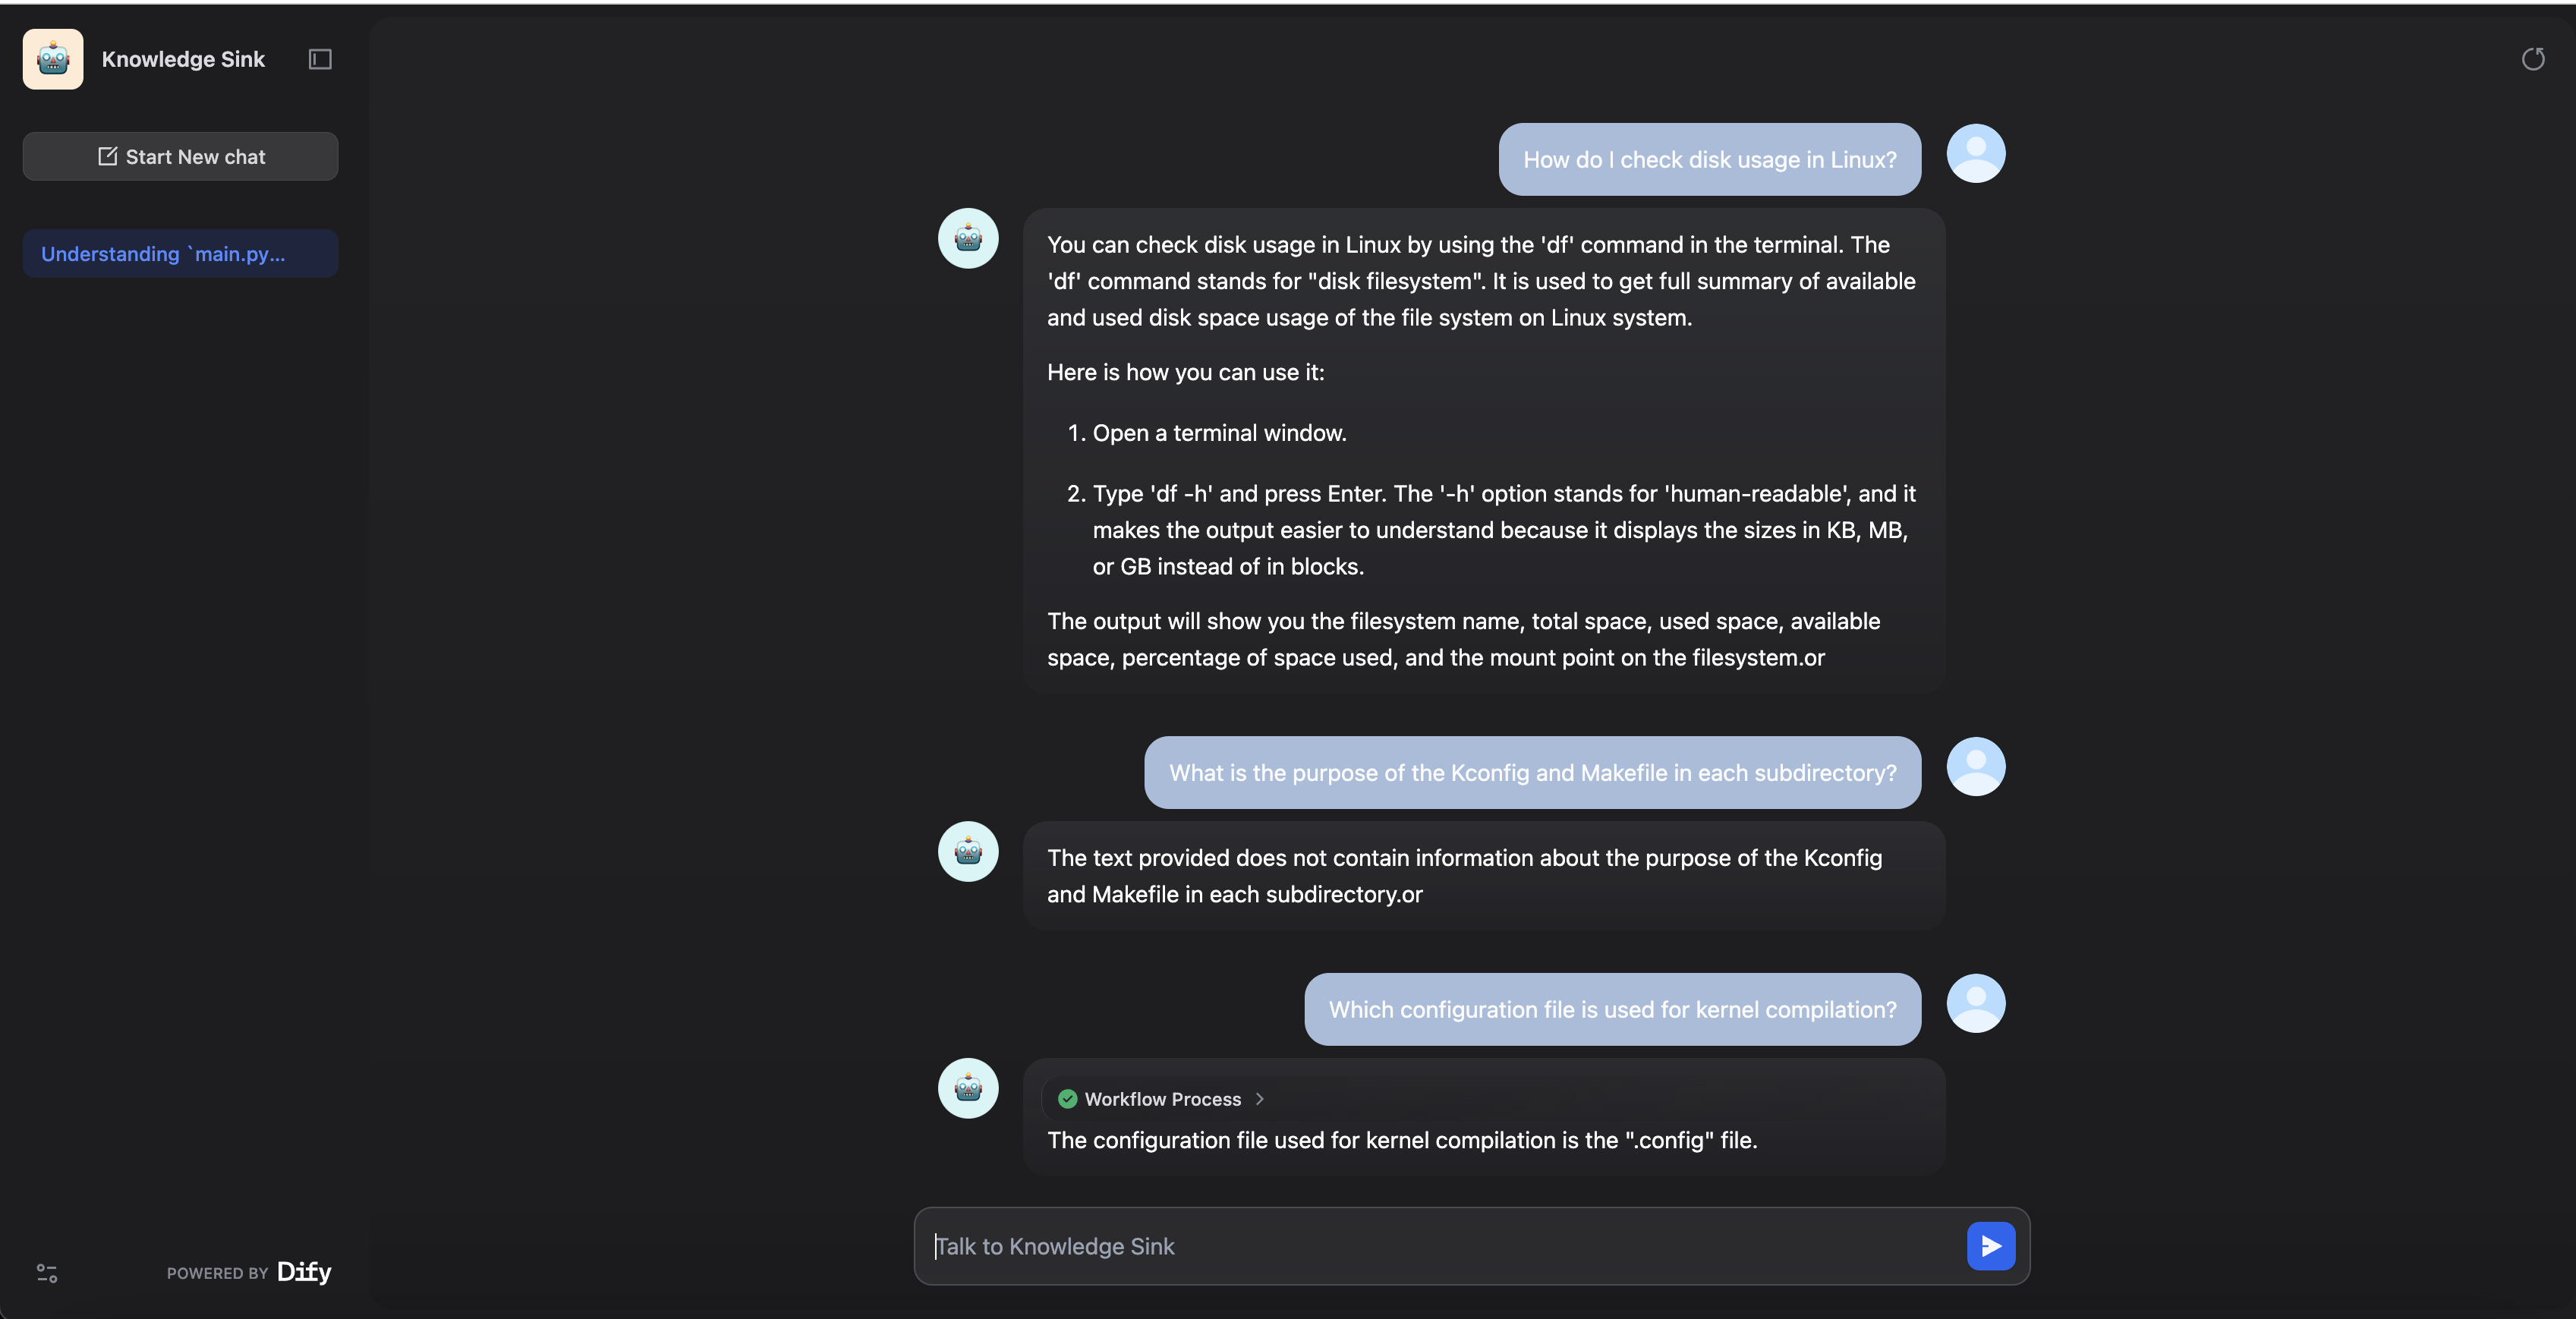 Knowledge Sink
Start New chat
Understanding `main.py...
How do I check disk usage in Linux?
You can check disk usage in Linux by using the 'df' command in the terminal. The
'df' command stands for "disk filesystem". It is used to get full summary of available
and used disk space usage of the file system on Linux system.
Here is how you can use it:
1. Open a terminal window.
2. Type 'df -h' and press Enter. The '-h' option stands for 'human-readable', and it
makes the output easier to understand because it displays the sizes in KB, MB,
or GB instead of in blocks.
The output will show you the filesystem name, total space, used space, available
space, percentage of space used, and the mount point on the filesystem.or
What is the purpose of the Kconfig and Makefile in each subdirectory?
The text provided does not contain information about the purpose of the Kconfig
and Makefile in each subdirectory.or
Which configuration file is used for kernel compilation?
Workflow Process
The configuration file used for kernel compilation is the ".config" file.
Talk to Knowledge Sink
POWERED BY Dify